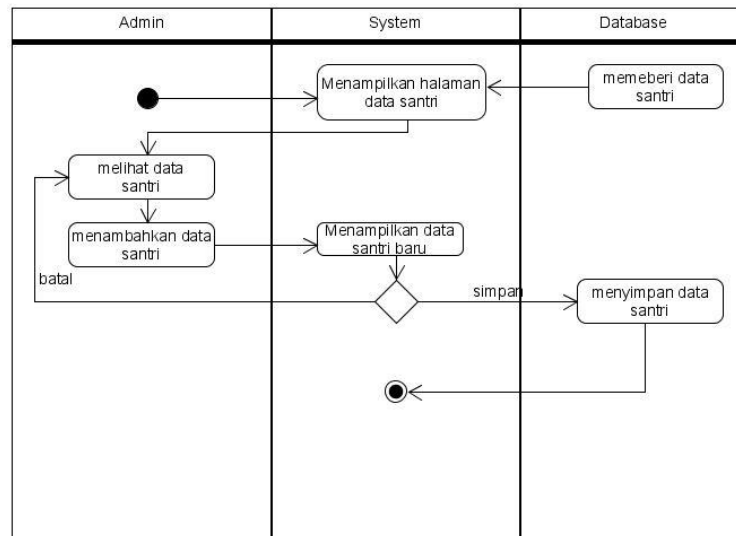 Admin
System
Database
Menampilkan halaman
data santri
memeberi data
santri
melihat data
santri
menambahkan data
santri
Menampilkan data
santri baru
batal
simpan
menyimpan data
santri